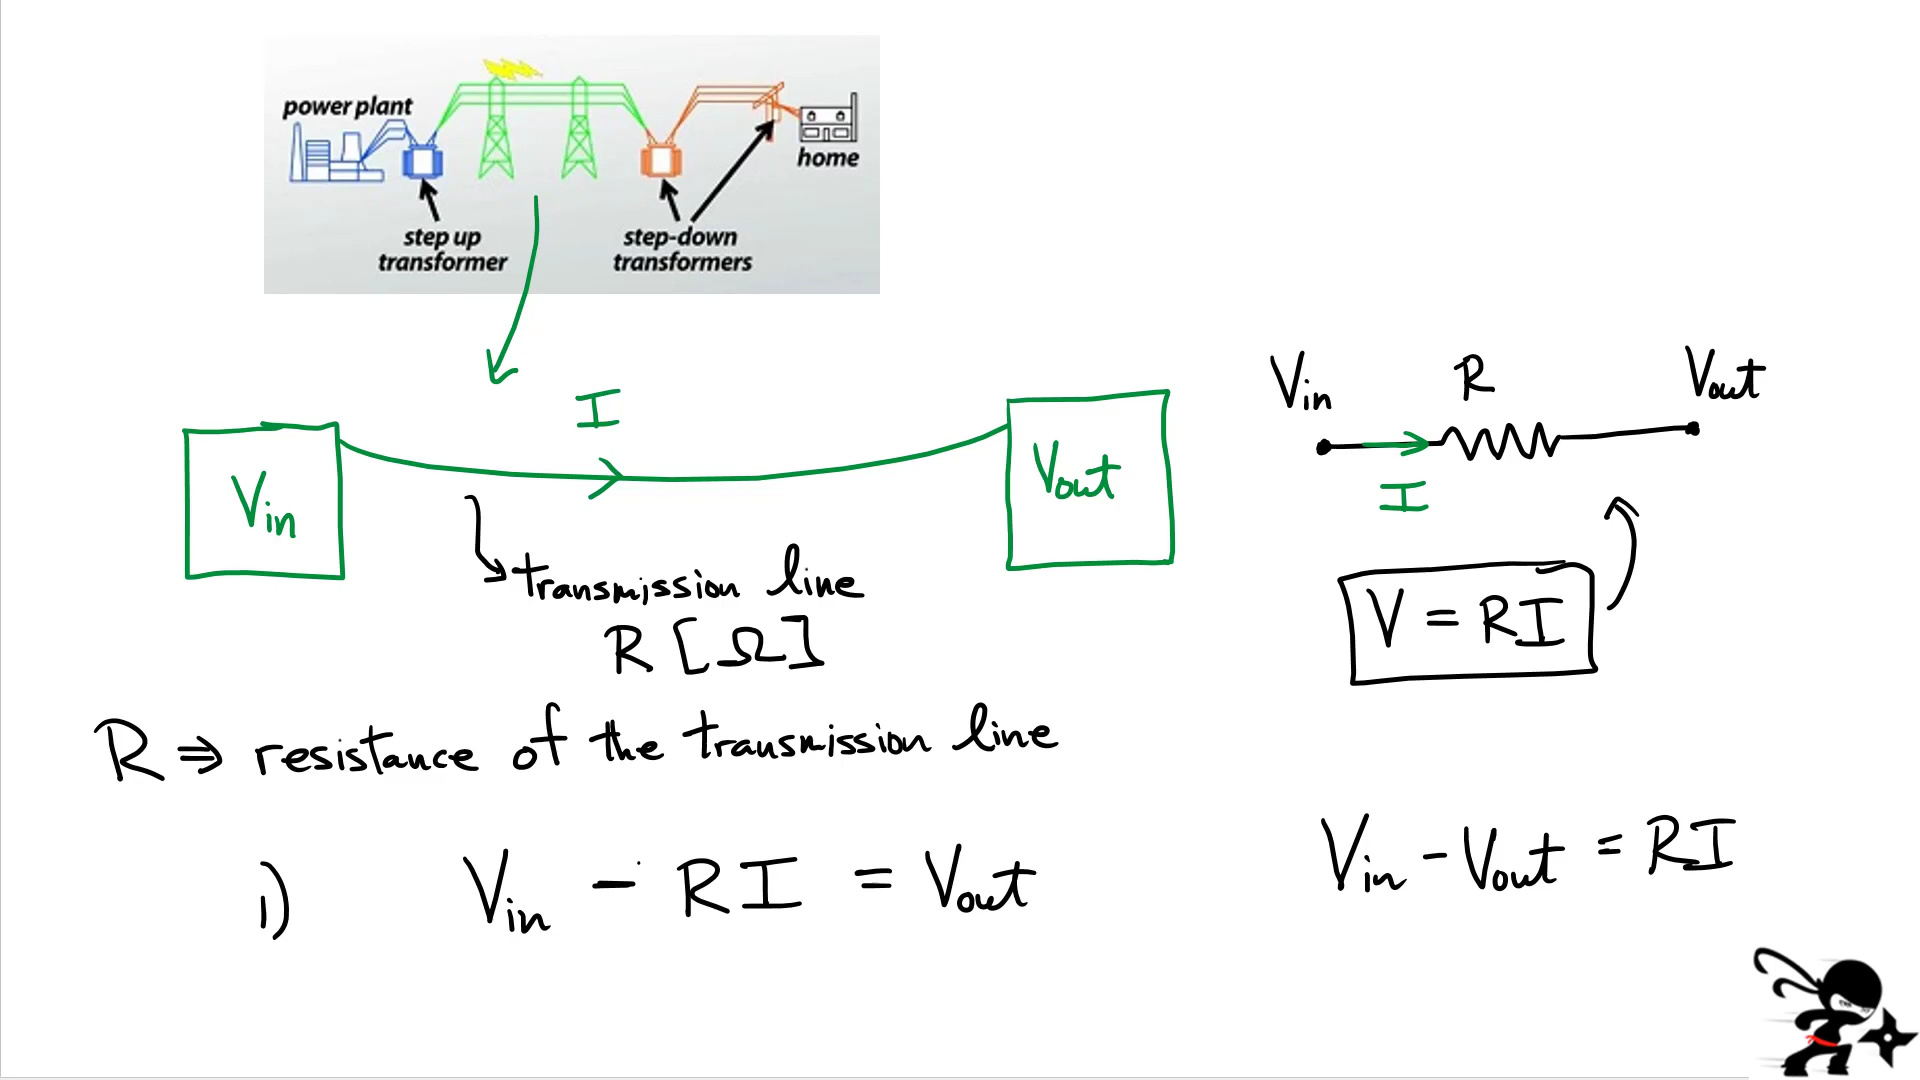 power plant
home
step up
transformer
step-down
transformers
I
Vin
Vout
transmission line
R [Ω]
Vin R Vout
I
V = RI
R ⇒ resistance of the transmission line
1) Vin - RI = Vout
Vin - Vout = RI